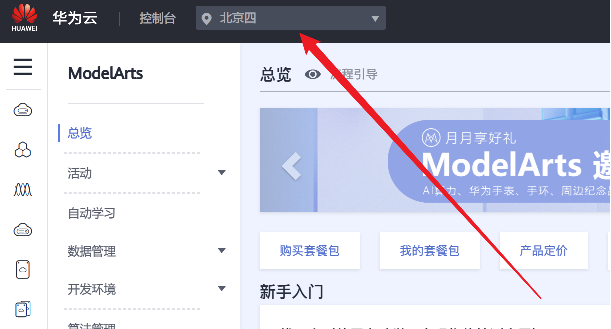 HUAWEI 华为云 控制台 北京四
ModelArts
总览
活动
自动学习
数据管理
开发环境
总览 流程引导
月月享好礼
ModelArts 邀
AI算力、华为手表、手环、周边纪念品
购买套餐包 我的套餐包 产品定价
新手入门